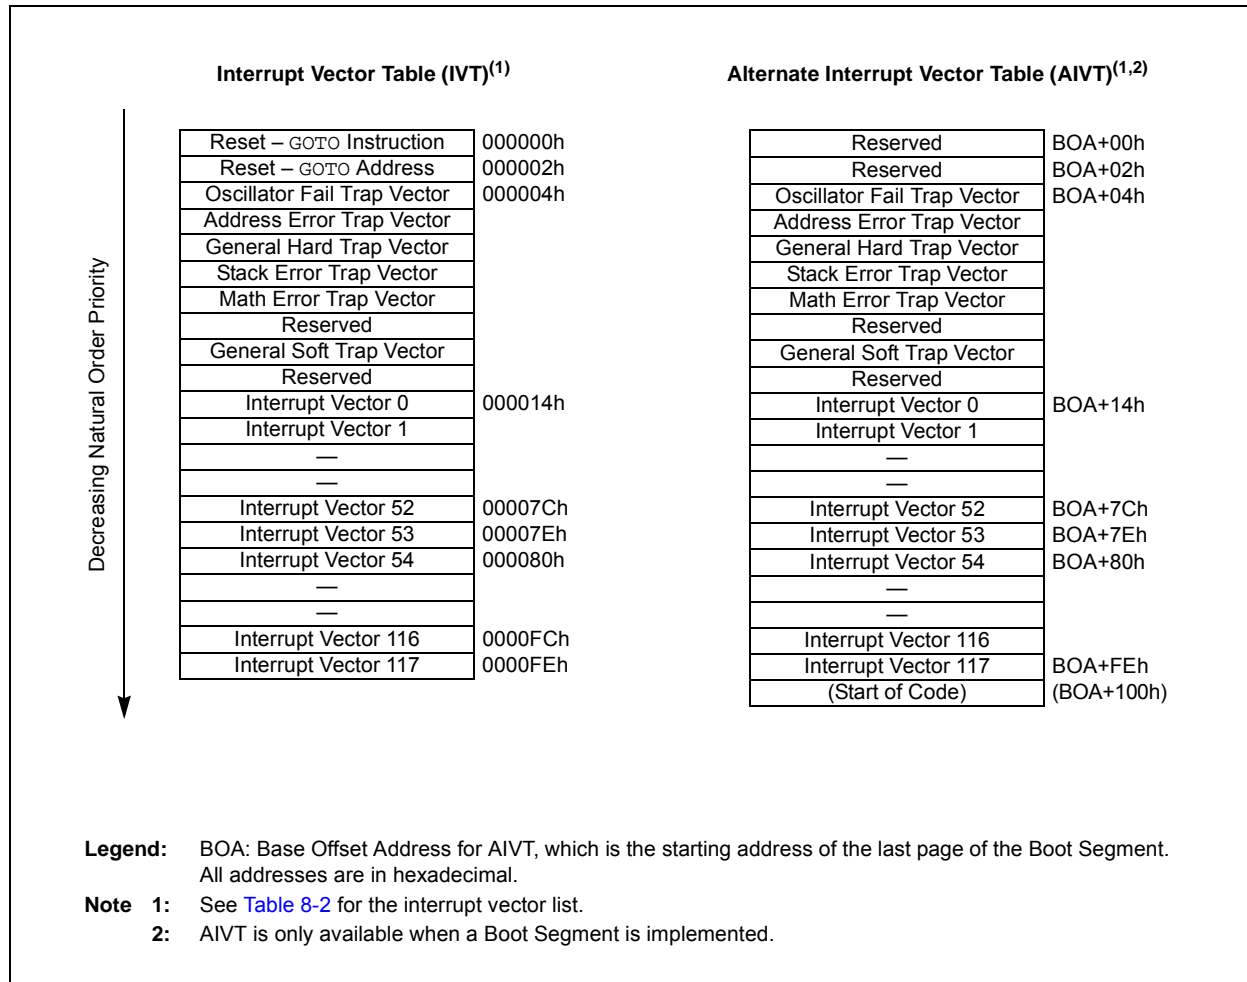 Interrupt Vector Table (IVT)(1)
Decreasing Natural Order Priority
Reset – GOTO Instruction 000000h
Reset – GOTO Address 000002h
Oscillator Fail Trap Vector 000004h
Address Error Trap Vector
General Hard Trap Vector
Stack Error Trap Vector
Math Error Trap Vector
Reserved
General Soft Trap Vector
Reserved
Interrupt Vector 0 000014h
Interrupt Vector 1
—
—
Interrupt Vector 52 00007Ch
Interrupt Vector 53 00007Eh
Interrupt Vector 54 000080h
—
—
Interrupt Vector 116 0000FCh
Interrupt Vector 117 0000FEh
Alternate Interrupt Vector Table (AIVT)(1,2)
Reserved BOA+00h
Reserved BOA+02h
Oscillator Fail Trap Vector BOA+04h
Address Error Trap Vector
General Hard Trap Vector
Stack Error Trap Vector
Math Error Trap Vector
Reserved
General Soft Trap Vector
Reserved
Interrupt Vector 0 BOA+14h
Interrupt Vector 1
—
—
Interrupt Vector 52 BOA+7Ch
Interrupt Vector 53 BOA+7Eh
Interrupt Vector 54 BOA+80h
—
—
Interrupt Vector 116
Interrupt Vector 117 BOA+FEh
(Start of Code) (BOA+100h)
Legend: BOA: Base Offset Address for AIVT, which is the starting address of the last page of the Boot Segment.
All addresses are in hexadecimal.
Note 1: See Table 8-2 for the interrupt vector list.
2: AIVT is only available when a Boot Segment is implemented.